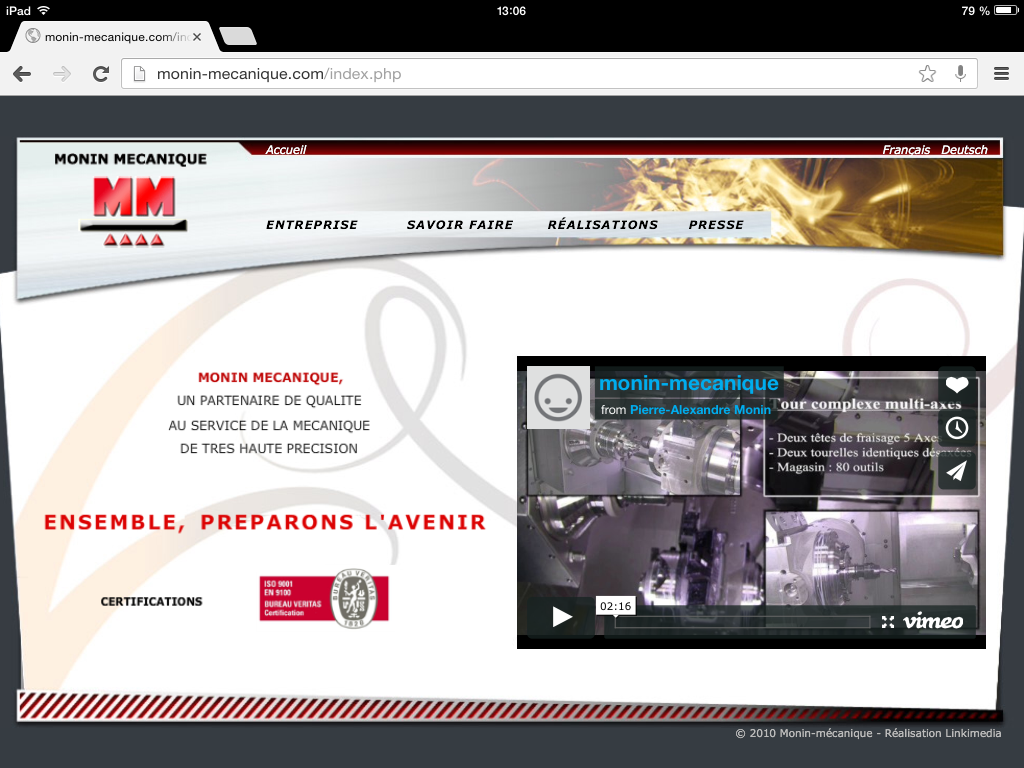 iPad
13:06
79 %
monin-mecanique.com/in
monin-mecanique.com/index.php
MONIN MECANIQUE
Accueil
Français Deutsch
MM
ENTREPRISE SAVOIR FAIRE RÉALISATIONS PRESSE
MONIN MECANIQUE,
UN PARTENAIRE DE QUALITE
AU SERVICE DE LA MECANIQUE
DE TRES HAUTE PRECISION
ENSEMBLE, PREPARONS L'AVENIR
CERTIFICATIONS
ISO 9001
EN 9100
BUREAU VERITAS
Certification
BUREAU VERITAS
1828
monin-mecanique
from Pierre-Alexandre Monin
Tour complexe multi-axes
- Deux têtes de fraisage 5 Axes
- Deux tourelles identiques désaxées
- Magasin : 80 outils
02:16
vimeo
© 2010 Monin-mécanique - Réalisation Linkimedia